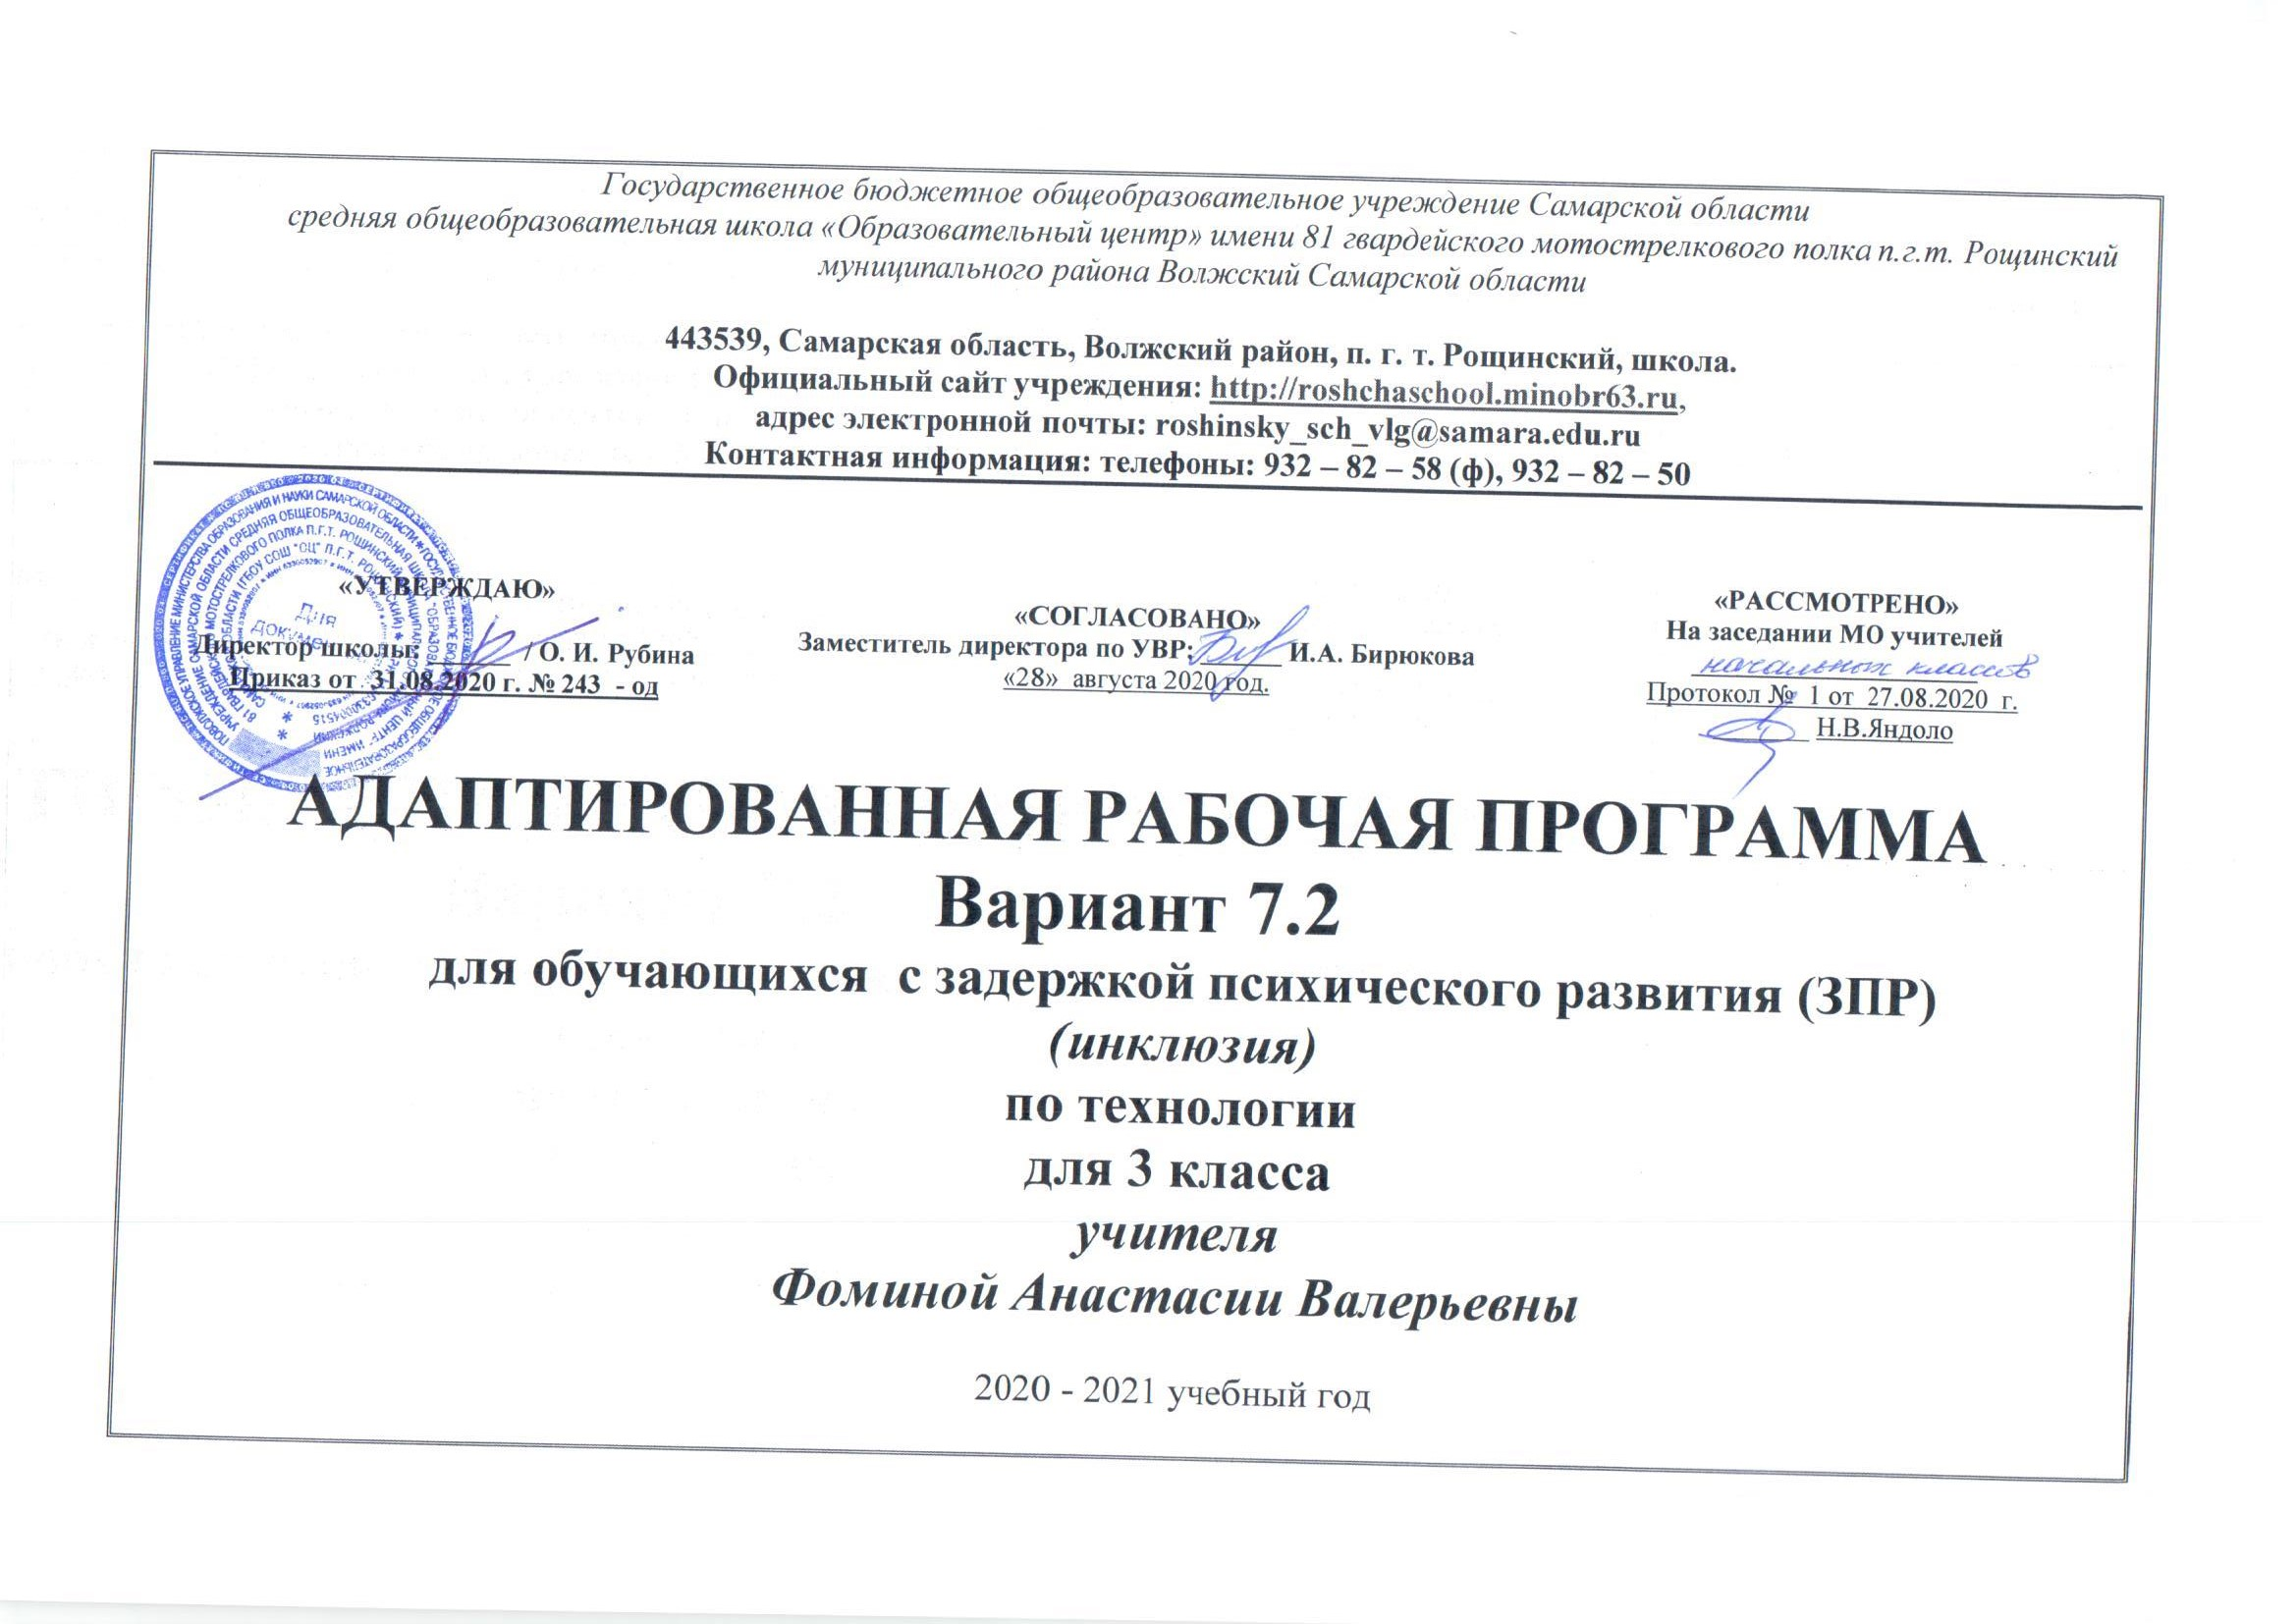 Государственное бюджетное общеобразовательное учреждение Самарской области
средняя общеобразовательная школа «Образовательный центр» имени 81 гвардейского мотострелкового полка п.г.т. Рощинский
муниципального района Волжский Самарской области
443539, Самарская область, Волжский район, п. г. т. Рощинский, школа.
Официальный сайт учреждения: http://roshchaschool.minobr63.ru,
адрес электронной почты: roshinsky_sch_vlg@samara.edu.ru
Контактная информация: телефоны: 932 – 82 – 58 (ф), 932 – 82 – 50
«УТВЕРЖДАЮ»
Директор школы: ______ / О. И. Рубина
Приказ от 31.08.2020 г. № 243 - од
Для
документов
«СОГЛАСОВАНО»
Заместитель директора по УВР: ______ И.А. Бирюкова
«28» августа 2020 год.
«РАССМОТРЕНО»
На заседании МО учителей
начальных классов
Протокол № 1 от 27.08.2020 г.
________ Н.В.Яндоло
АДАПТИРОВАННАЯ РАБОЧАЯ ПРОГРАММА
Вариант 7.2
для обучающихся с задержкой психического развития (ЗПР)
(инклюзия)
по технологии
для 3 класса
учителя
Фоминой Анастасии Валерьевны
2020 - 2021 учебный год